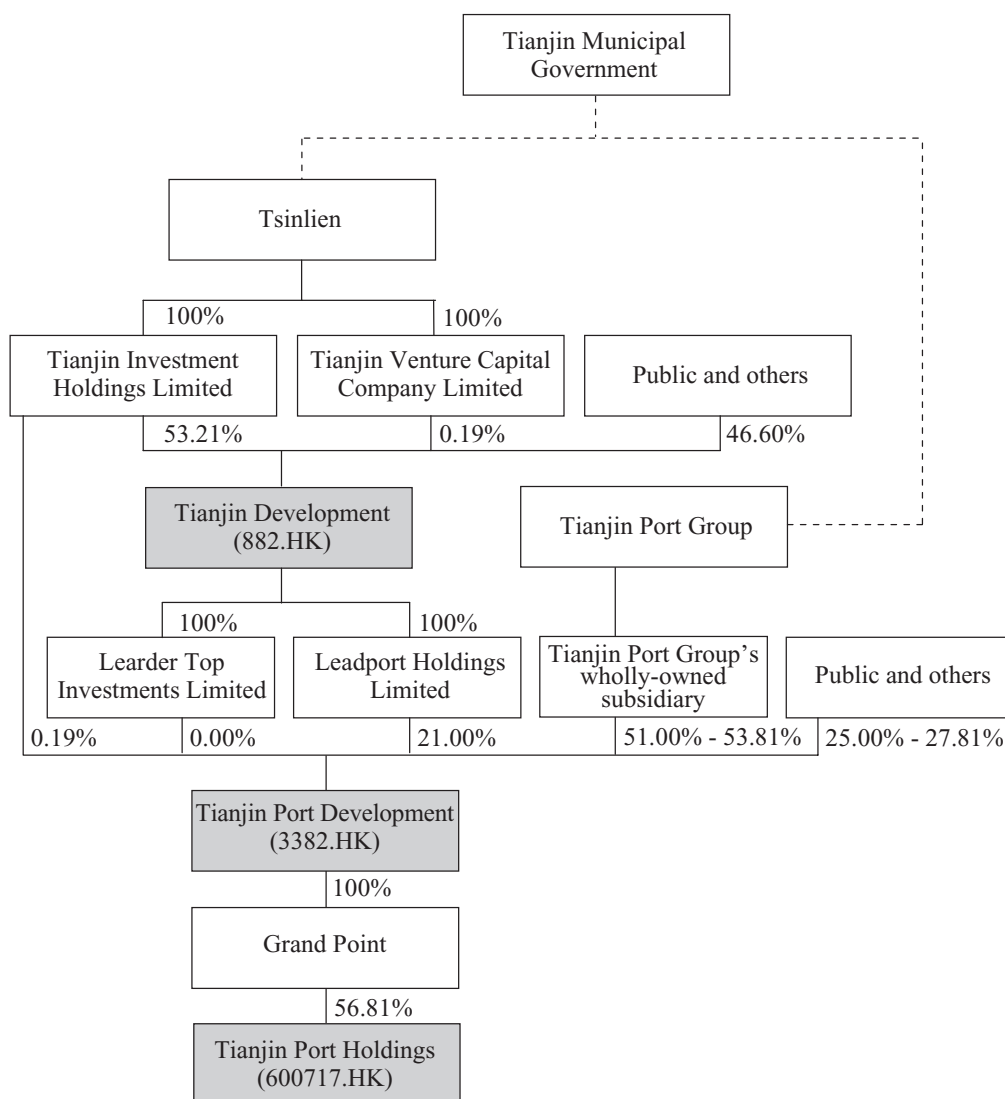 Tianjin Municipal
Government
Tsinlien
100%
100%
Tianjin Investment
Holdings Limited
Tianjin Venture Capital
Company Limited
Public and others
53.21%
0.19%
46.60%
Tianjin Development
(882.HK)
Tianjin Port Group
100%
100%
Learder Top
Investments Limited
Leadport Holdings
Limited
Tianjin Port Group’s
wholly-owned
subsidiary
Public and others
0.19%
0.00%
21.00%
51.00% - 53.81%
25.00% - 27.81%
Tianjin Port Development
(3382.HK)
100%
Grand Point
56.81%
Tianjin Port Holdings
(600717.HK)